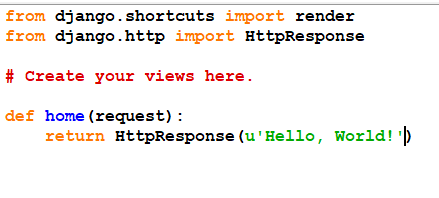 from django.shortcuts import render
from django.http import HttpResponse
# Create your views here.
def home(request):
    return HttpResponse(u'Hello, World!')